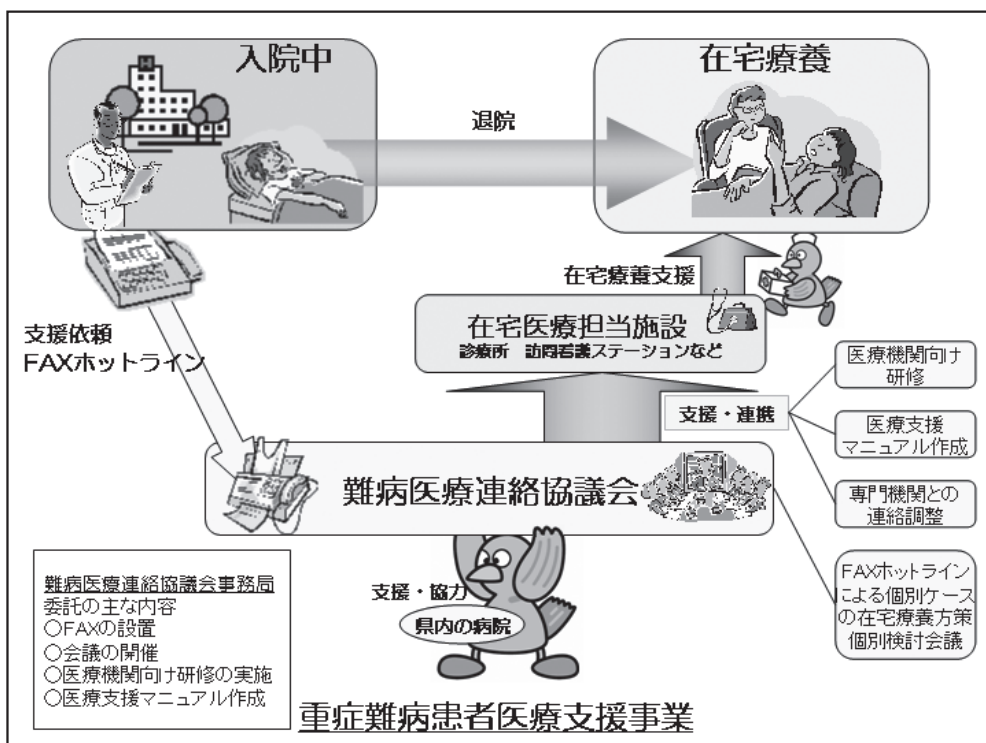 入院中
在宅療養
退院
在宅療養支援
支援依頼
FAXホットライン
在宅医療担当施設
診療所　訪問看護ステーションなど
支援・連携
医療機関向け
研修
医療支援
マニュアル作成
専門機関との
連絡調整
難病医療連絡協議会
FAXホットライン
による個別ケース
の在宅療養方策
個別検討会議
支援・協力
県内の病院
難病医療連絡協議会事務局
委託の主な内容
○FAXの設置
○会議の開催
○医療機関向け研修の実施
○医療支援マニュアル作成
重症難病患者医療支援事業